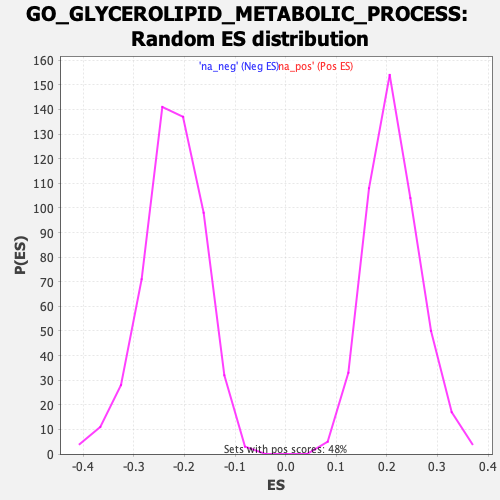 GO_GLYCEROLIPID_METABOLIC_PROCESS:
Random ES distribution
'na_neg' (Neg ES)na_pos' (Pos ES)
160
150
140
130
120
110
100
90
80
70
60
50
40
30
20
10
0
P(ES)
Sets with pos scores: 48%
-0.4 -0.3 -0.2 -0.1 0.0 0.1 0.2 0.3 0.4
ES